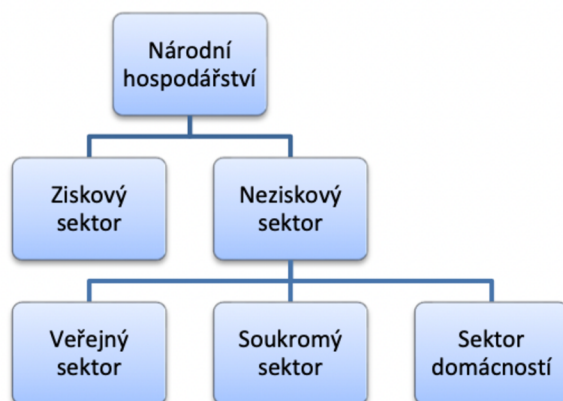 Národní
hospodářství
Ziskový
sektor
Neziskový
sektor
Veřejný
sektor
Soukromý
sektor
Sektor
domácností